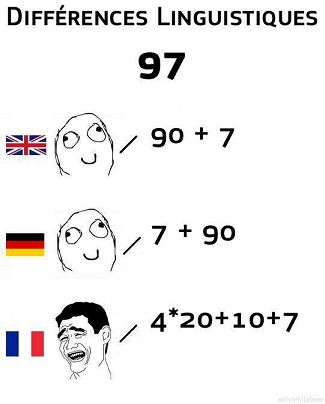 DIFFÉRENCES LINGUISTIQUES
97
90 + 7
7 + 90
4*20+10+7